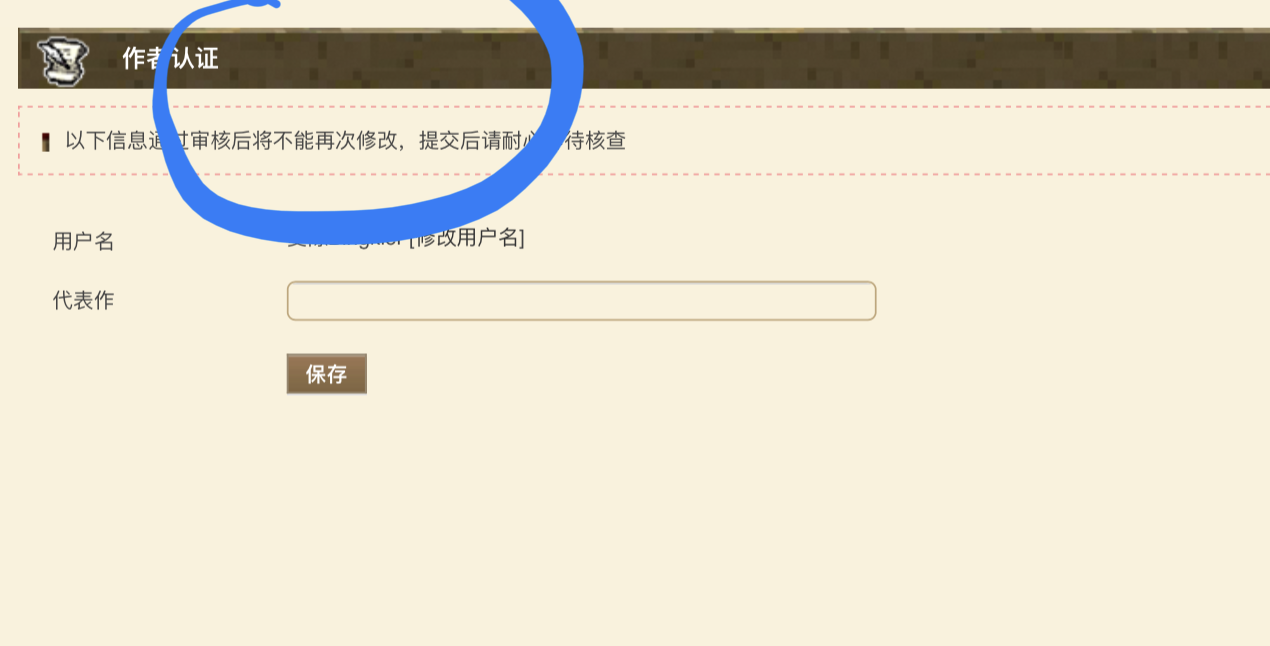 作者认证
以下信息通过审核后将不能再次修改，提交后请耐心等待核查
用户名
[修改用户名]
代表作
保存